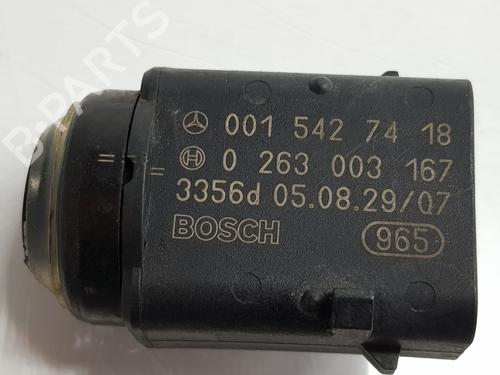 B-PARTS
001 542 74 18
0 263 003 167
3356d 05.08.29/07
BOSCH
965